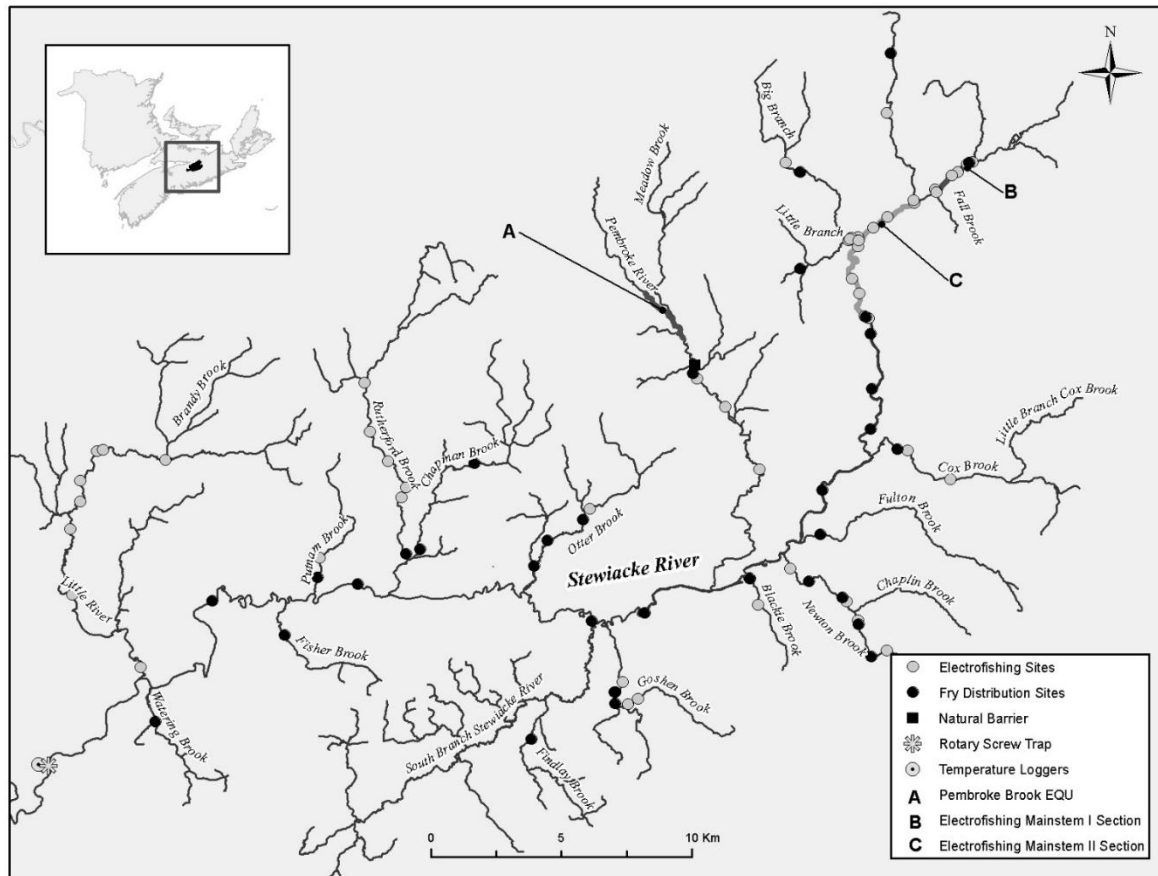 N
Big Branch
Meadow Brook
Pembroke River
Little Branch
Fall Brook
A
B
C
Brandy Brook
Rutherford Brook
Chapman Brook
Little Branch Cox Brook
Cox Brook
Fulton Brook
Putnam Brook
Otter Brook
Stewiacke River
Chaplin Brook
Little River
Blackie Brook
Newton Brook
Fisher Brook
Goshen Brook
Watering Brook
South Branch Stewiacke River
Findlay Brook
0 5 10 Km
Electrofishing Sites
Fry Distribution Sites
Natural Barrier
Rotary Screw Trap
Temperature Loggers
A Pembroke Brook EQU
B Electrofishing Mainstem I Section
C Electrofishing Mainstem II Section